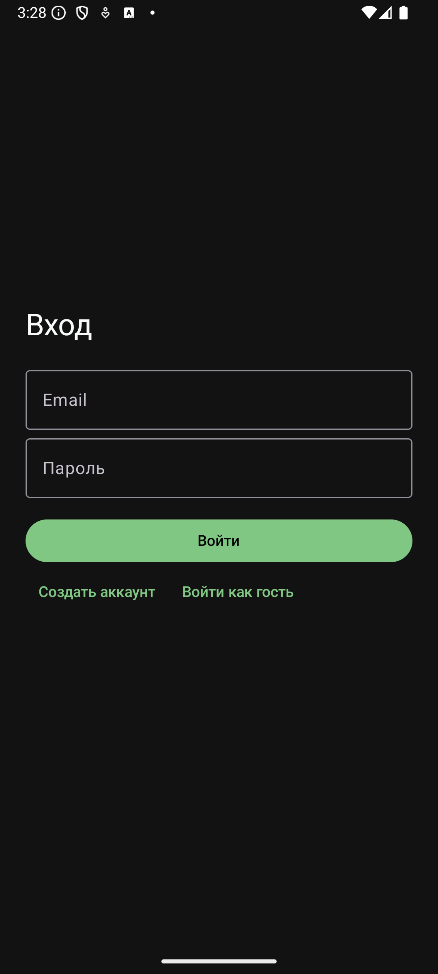 3:28
Вход
Email
Пароль
Войти
Создать аккаунт Войти как гость